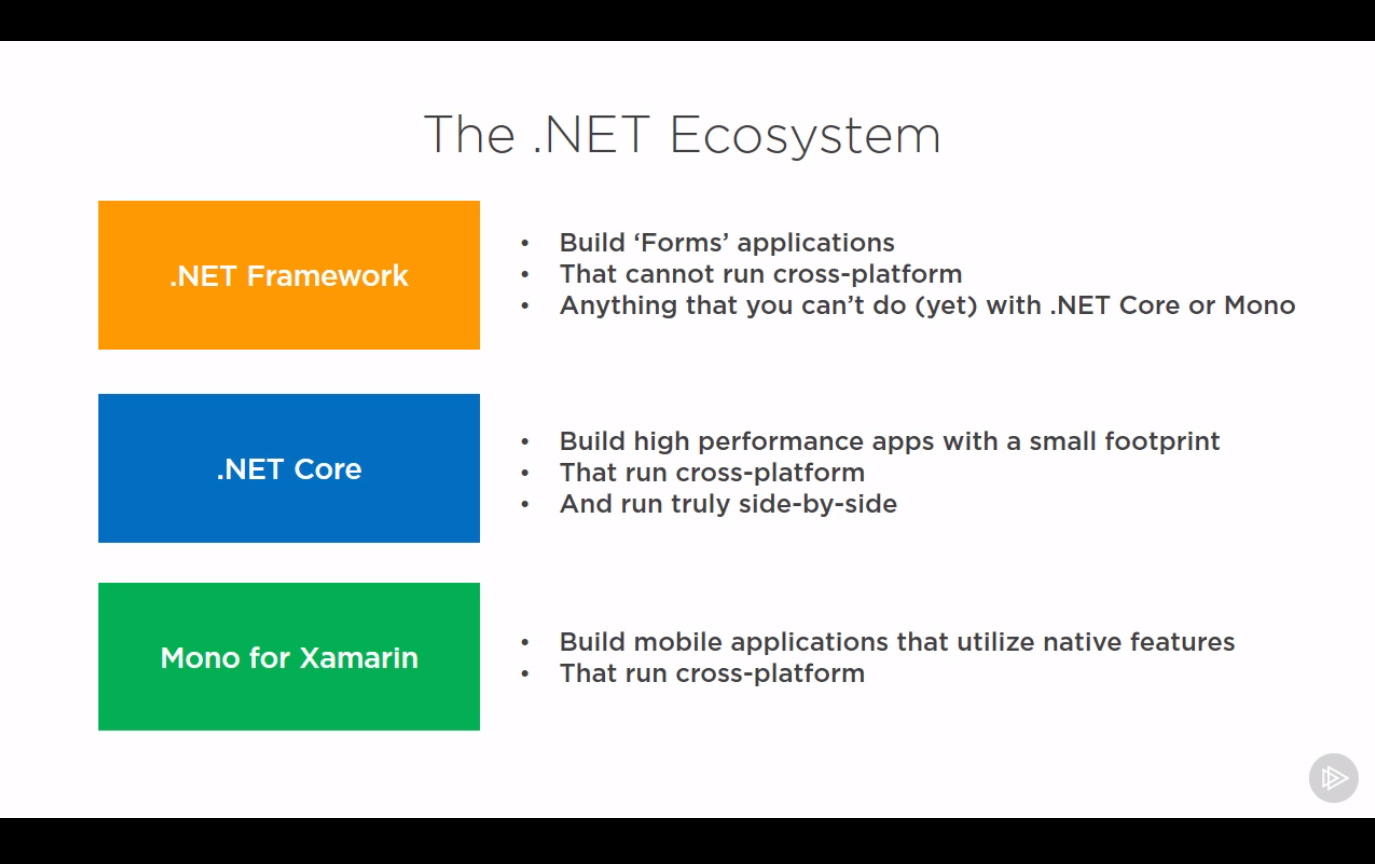 The .NET Ecosystem
.NET Framework
• Build ‘Forms’ applications
• That cannot run cross-platform
• Anything that you can’t do (yet) with .NET Core or Mono
.NET Core
• Build high performance apps with a small footprint
• That run cross-platform
• And run truly side-by-side
Mono for Xamarin
• Build mobile applications that utilize native features
• That run cross-platform